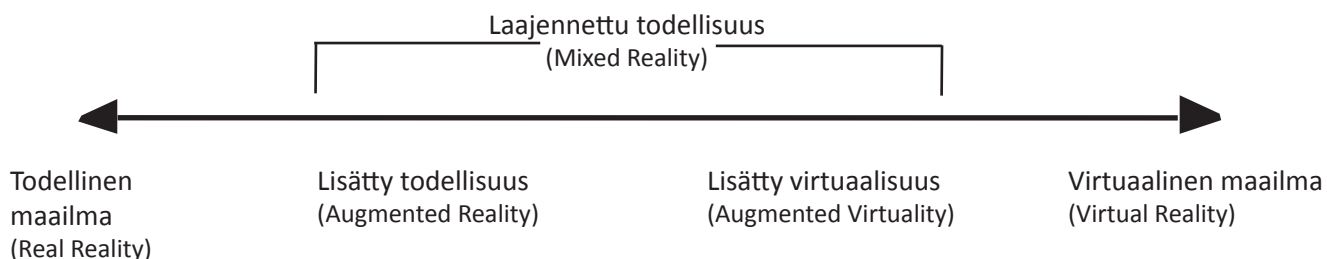 Laajennettu todellisuus
(Mixed Reality)
Todellinen
maailma
(Real Reality)
Lisätty todellisuus
(Augmented Reality)
Lisätty virtuaalisuus
(Augmented Virtuality)
Virtuaalinen maailma
(Virtual Reality)